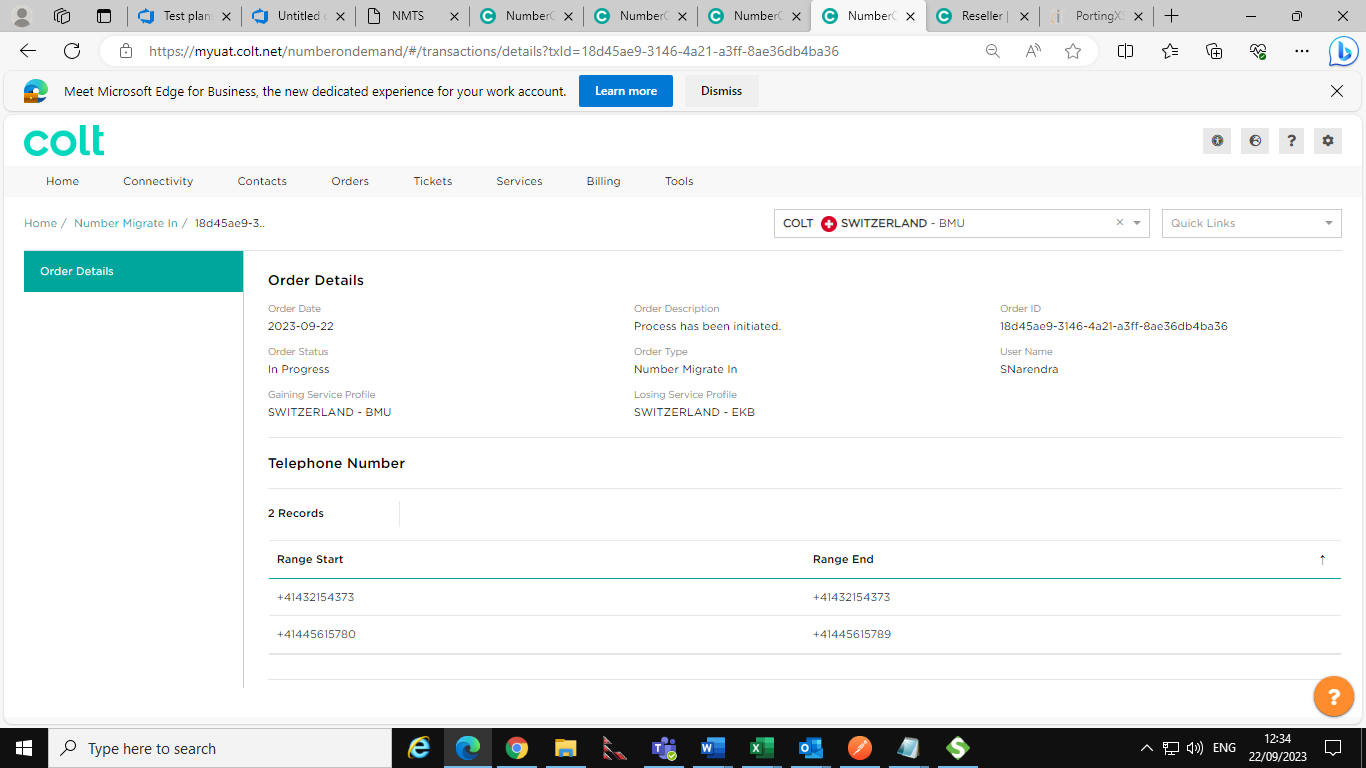 Test plan
Untitled
NMTS
Number
Number
Number
Number
Reseller |
PortingXS
https://myuat.colt.net/numberondemand/#/transactions/details?txId=18d45ae9-3146-4a21-a3ff-8ae36db4ba36
Meet Microsoft Edge for Business, the new dedicated experience for your work account.
Learn more
Dismiss
colt
?
Home
Connectivity
Contacts
Orders
Tickets
Services
Billing
Tools
Home / Number Migrate In / 18d45ae9-3..
COLT SWITZERLAND - BMU
Quick Links
Order Details
Order Details
Order Date
Order Description
Order ID
2023-09-22
Process has been initiated.
18d45ae9-3146-4a21-a3ff-8ae36db4ba36
Order Status
Order Type
User Name
In Progress
Number Migrate In
SNarendra
Gaining Service Profile
Losing Service Profile
SWITZERLAND - BMU
SWITZERLAND - EKB
Telephone Number
2 Records
Range Start
Range End
+41432154373
+41432154373
+41445615780
+41445615789
?
Type here to search
ENG
12:34
22/09/2023